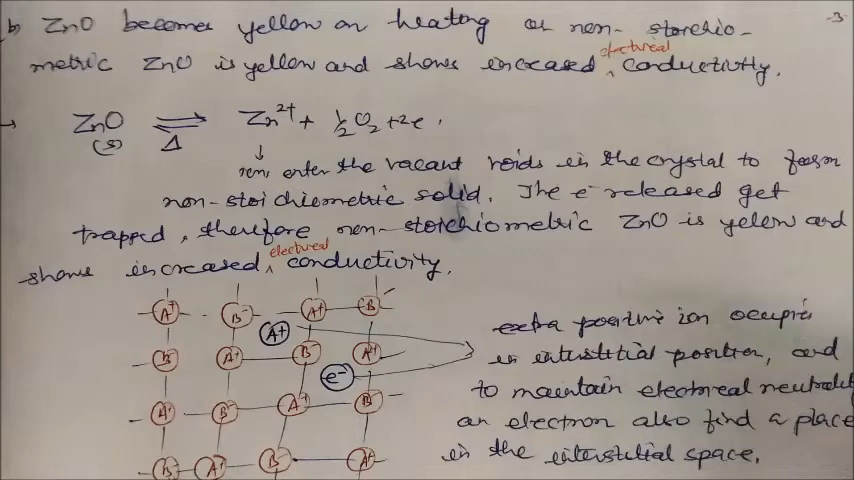 b) ZnO becomes yellow on heating or non- stoichio-
-3
metric ZnO is yellow and shows increased electrical conductivity.
→ ZnO (s) ⇌ Δ Zn²⁺ + ½O₂ + 2e.
↓
ions enter the vacant voids in the crystal to form
non-stoichiometric solid. The e⁻ released get
trapped, therefore non-stoichiometric ZnO is yelow and
shows increased electrical conductivity.
A⁺ B⁻ A⁺ B
A⁺
B A⁺ B⁻ A⁺
e⁻
A⁺ B⁻ A⁺ B
B A⁺ B⁻ A⁺
extra positive ion occupie
in interstitial position, and
to maintain electrical neutralit
an electron also find a place
in the interstitial space.